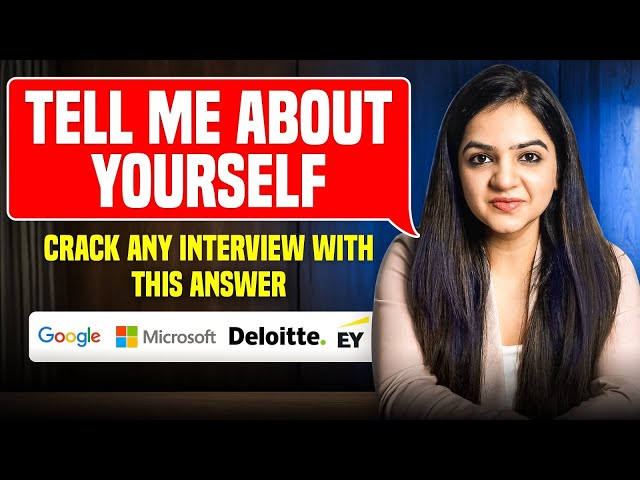 TELL ME ABOUT
YOURSELF
CRACK ANY INTERVIEW WITH
THIS ANSWER
Google Microsoft Deloitte. EY